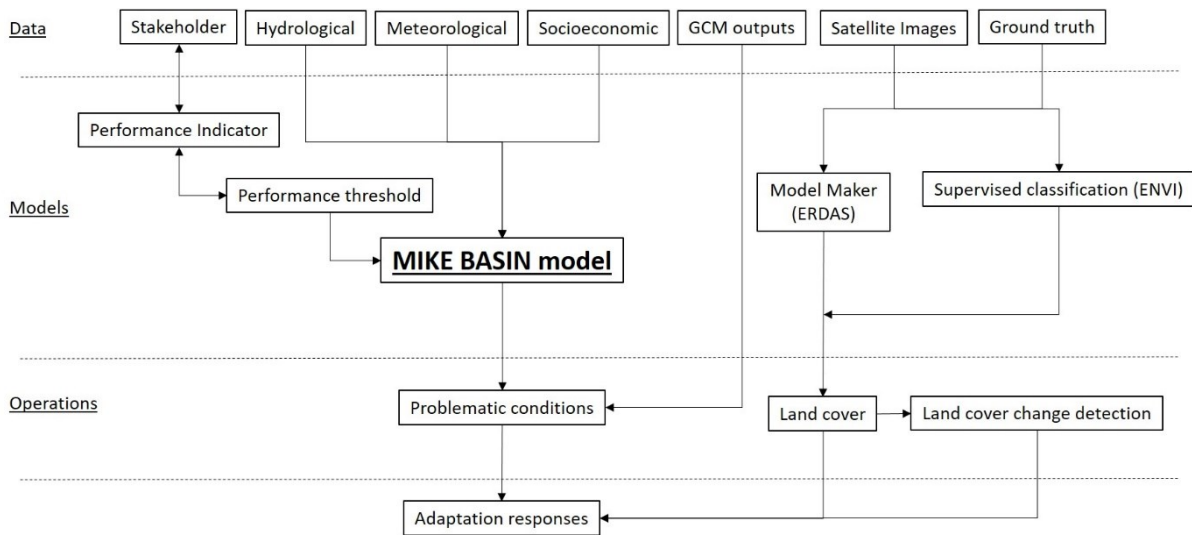 Data
Stakeholder
Hydrological
Meteorological
Socioeconomic
GCM outputs
Satellite Images
Ground truth
Performance Indicator
Models
Performance threshold
Model Maker
(ERDAS)
Supervised classification (ENVI)
MIKE BASIN model
Operations
Problematic conditions
Land cover
Land cover change detection
Adaptation responses